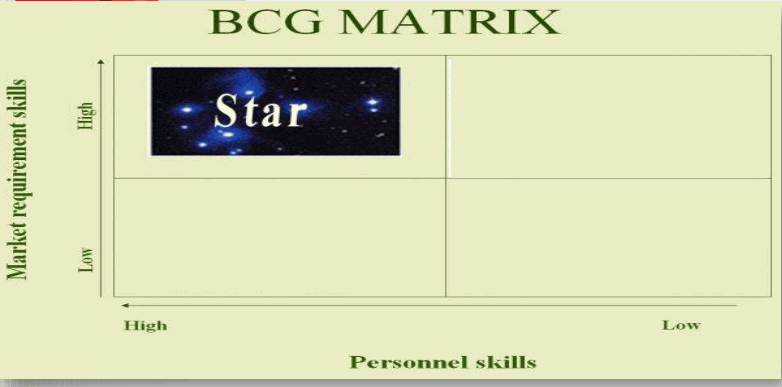 BCG MATRIX
Market requirement skills
High
Star
Low
High
Low
Personnel skills